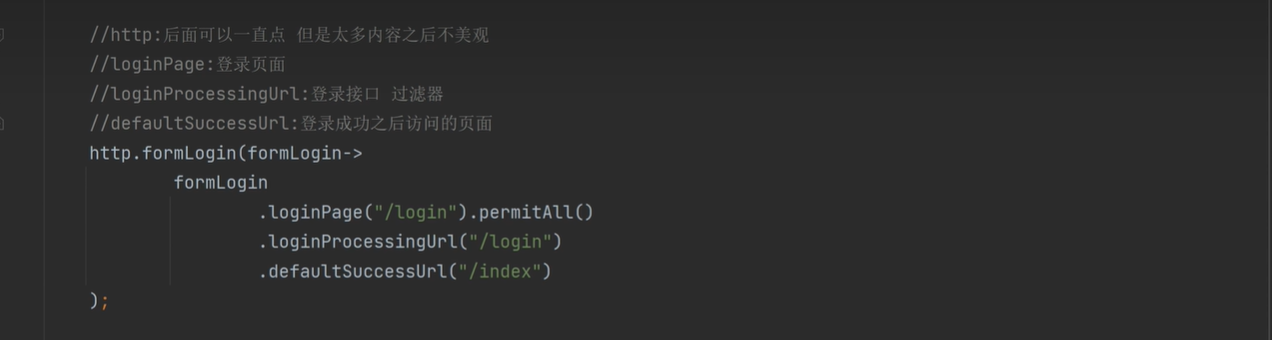 //http:后面可以一直点 但是太多内容之后不美观
//loginPage:登录页面
//loginProcessingUrl:登录接口 过滤器
//defaultSuccessUrl:登录成功之后访问的页面
http.formLogin(formLogin->
formLogin
.loginPage("/login").permitAll()
.loginProcessingUrl("/login")
.defaultSuccessUrl("/index")
);